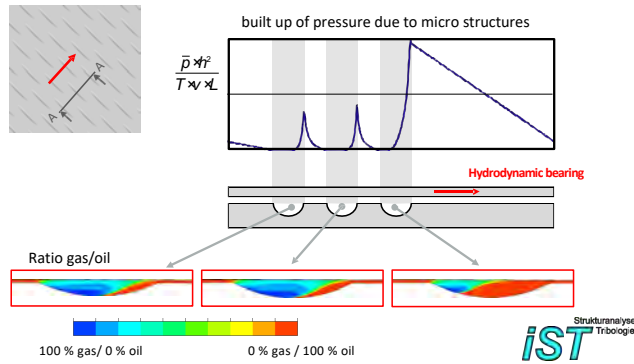 built up of pressure due to micro structures
p̄×h²
T×v×L
A
A
Hydrodynamic bearing
Ratio gas/oil
100 % gas/ 0 % oil
0 % gas/ 100 % oil
Strukturanalyse
Tribologie
iST